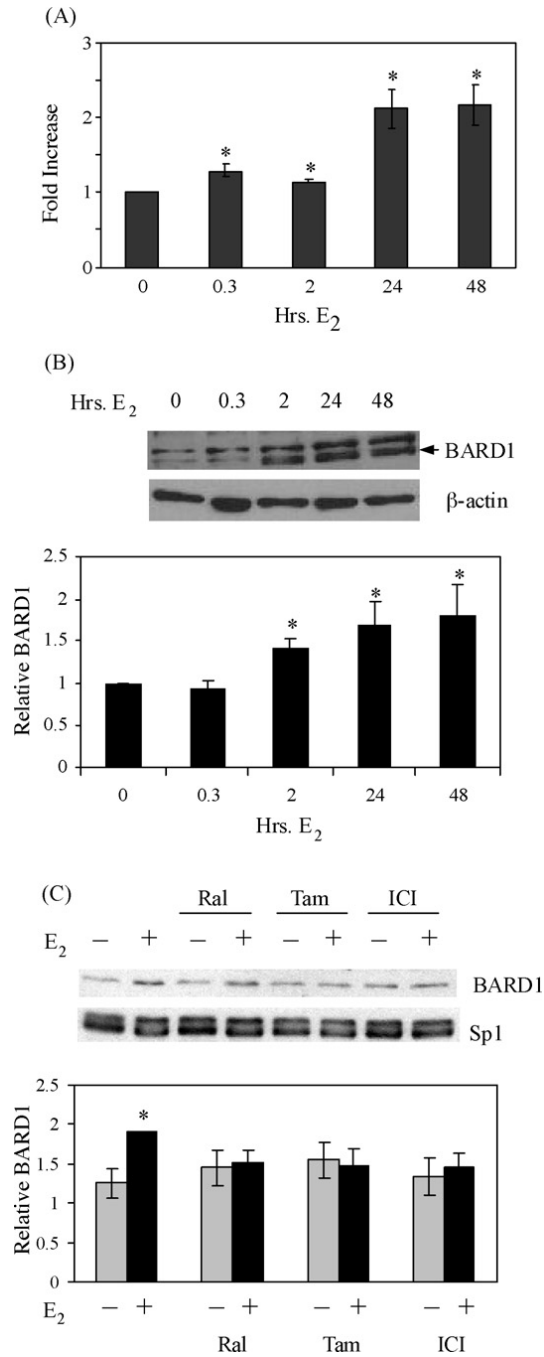 (A)
3
2
1
0
Fold Increase
* * * *
0 0.3 2 24 48
Hrs. E2
(B)
Hrs. E2 0 0.3 2 24 48
BARD1
β-actin
2.5
2
1.5
1
0.5
0
Relative BARD1
* * *
0 0.3 2 24 48
Hrs. E2
(C)
Ral Tam ICI
E2 – + – + – + – +
BARD1
Sp1
2.5
2
1.5
1
0.5
0
Relative BARD1
*
E2 – + – + – + – +
Ral Tam ICI